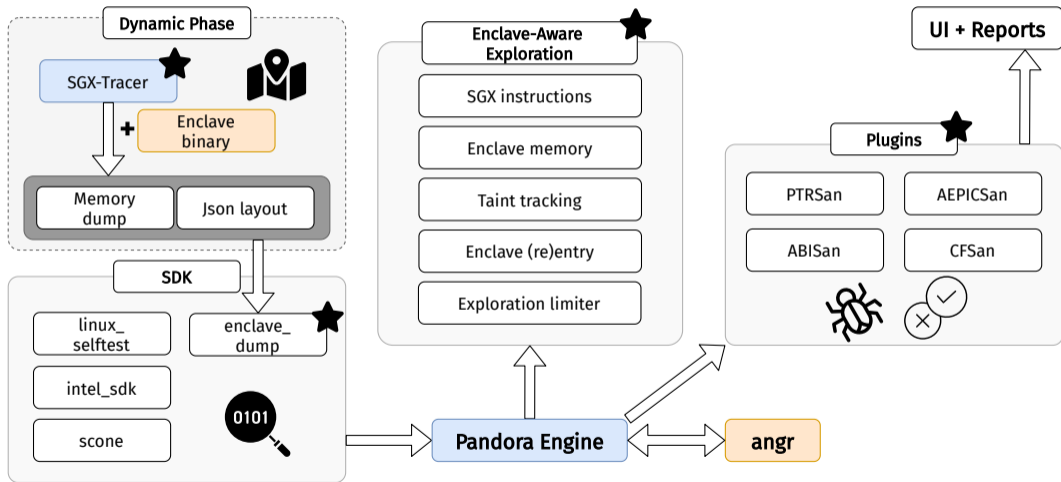 Dynamic Phase
SGX-Tracer
+
Enclave
binary
Memory
dump
Json layout
SDK
linux_
selftest
enclave_
dump
intel_sdk
scone
0101
Enclave-Aware
Exploration
SGX instructions
Enclave memory
Taint tracking
Enclave (re)entry
Exploration limiter
Pandora Engine
angr
UI + Reports
Plugins
PTRSan
AEPICSan
ABISan
CFSan